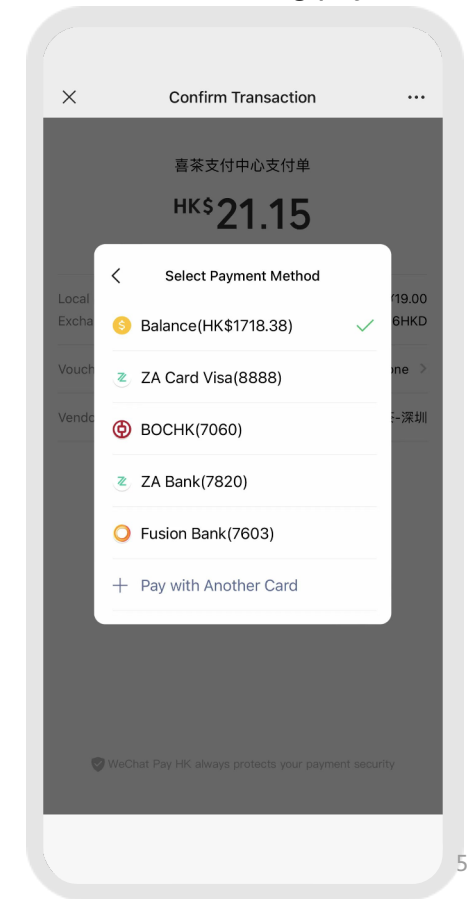 Confirm Transaction
喜茶支付中心支付单
HK$21.15
Select Payment Method
Local
19.00
Excha
6HKD
Balance(HK$1718.38)
Vouch
one
ZA Card Visa(8888)
Vendo
-深圳
BOCHK(7060)
ZA Bank(7820)
Fusion Bank(7603)
Pay with Another Card
WeChat Pay HK always protects your payment security
5